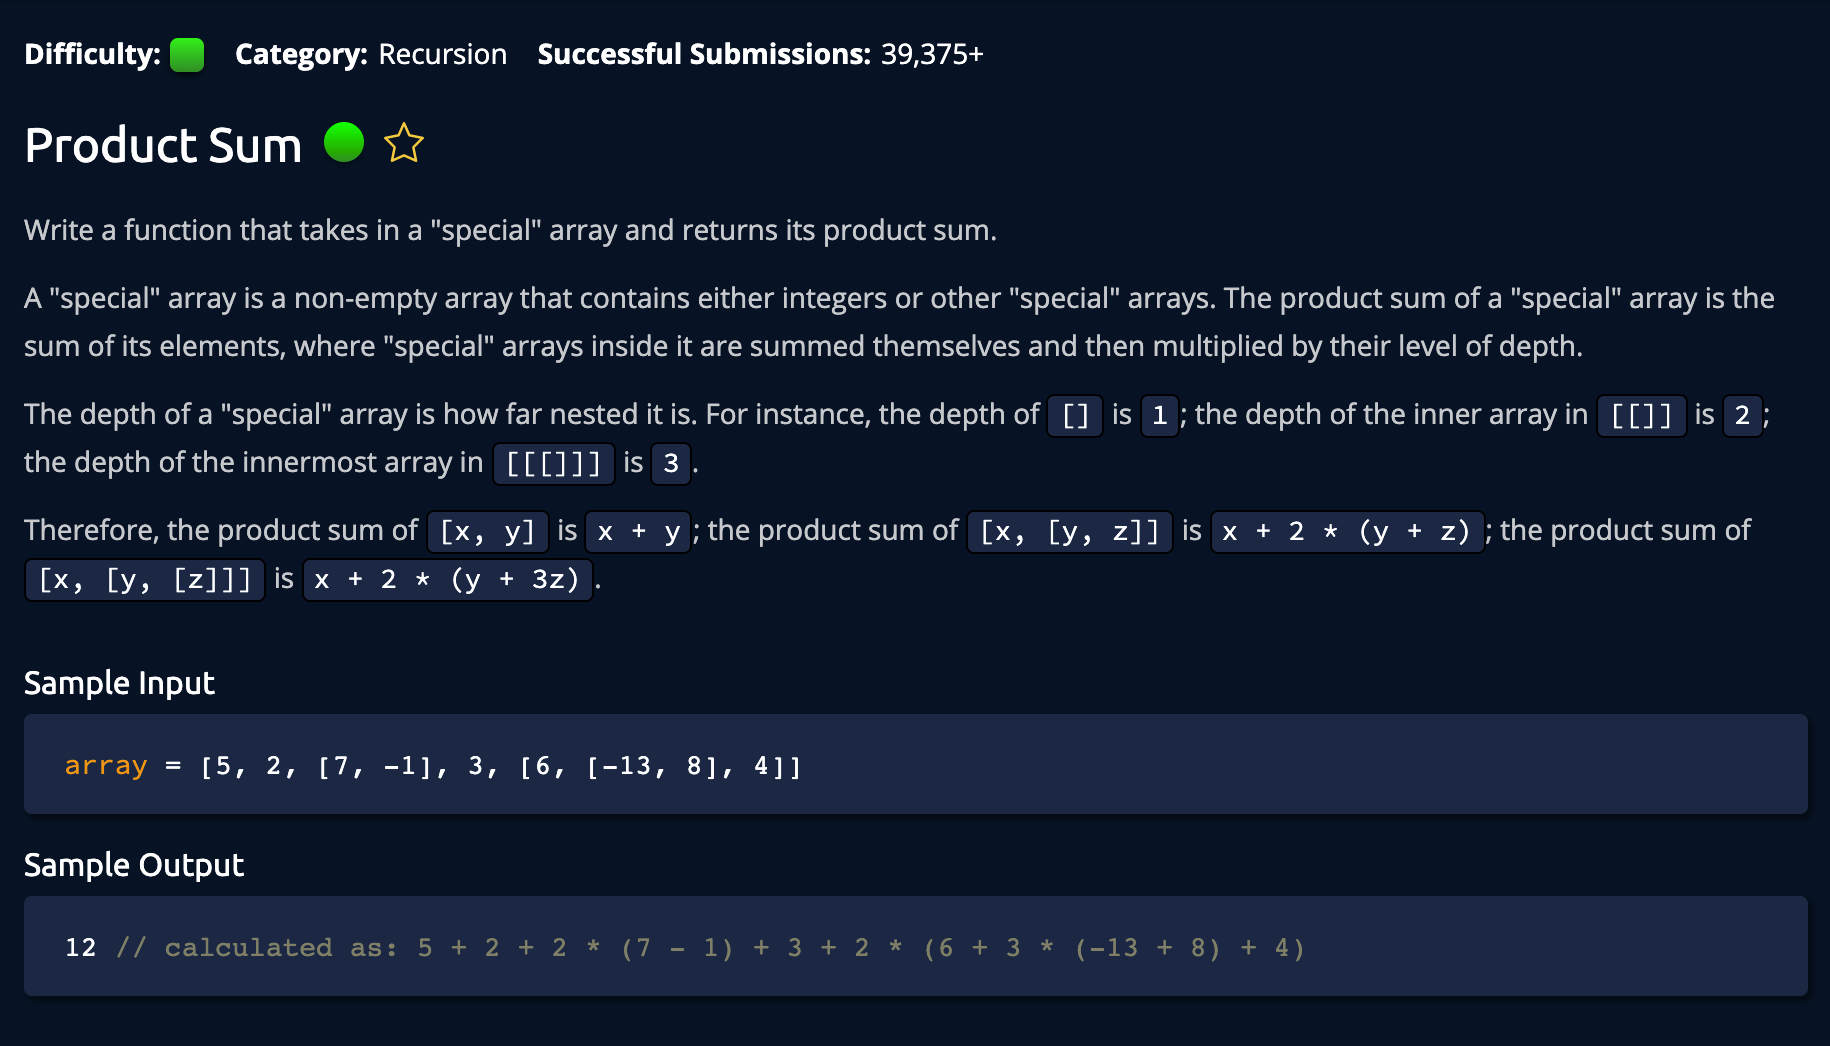 Difficulty: Category: Recursion Successful Submissions: 39,375+
Product Sum
Write a function that takes in a "special" array and returns its product sum.
A "special" array is a non-empty array that contains either integers or other "special" arrays. The product sum of a "special" array is the
sum of its elements, where "special" arrays inside it are summed themselves and then multiplied by their level of depth.
The depth of a "special" array is how far nested it is. For instance, the depth of [] is 1; the depth of the inner array in [[]] is 2;
the depth of the innermost array in [[[]]] is 3.
Therefore, the product sum of [x, y] is x + y; the product sum of [x, [y, z]] is x + 2 * (y + z); the product sum of
[x, [y, [z]]] is x + 2 * (y + 3z).
Sample Input
array = [5, 2, [7, -1], 3, [6, [-13, 8], 4]]
Sample Output
12 // calculated as: 5 + 2 + 2 * (7 - 1) + 3 + 2 * (6 + 3 * (-13 + 8) + 4)